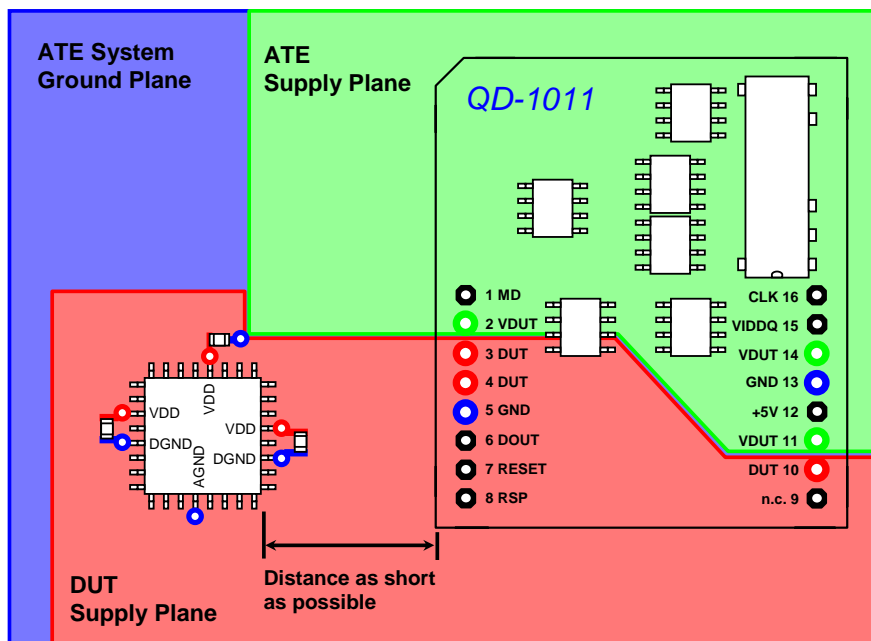 ATE System
Ground Plane
ATE
Supply Plane
QD-1011
1 MD
2 VDUT
3 DUT
4 DUT
5 GND
6 DOUT
7 RESET
8 RSP
CLK 16
VIDDQ 15
VDUT 14
GND 13
+5V 12
VDUT 11
DUT 10
n.c. 9
VDD
VDD
VDD
DGND
DGND
AGND
Distance as short
as possible
DUT
Supply Plane